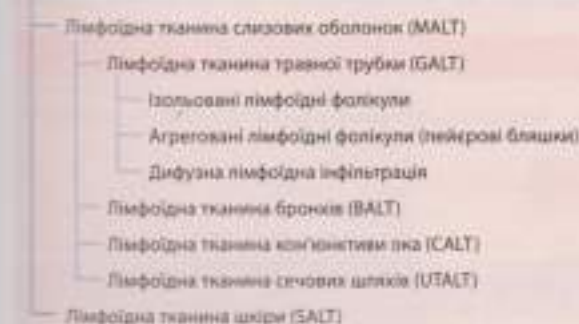 Лімфоїдна тканина слизових оболонок (MALT)
Лімфоїдна тканина травної трубки (GALT)
Ізольовані лімфоїдні фолікули
Агреговані лімфоїдні фолікули (пейєрові бляшки)
Дифузна лімфоїдна інфільтрація
Лімфоїдна тканина бронхів (BALT)
Лімфоїдна тканина кон'юнктиви ока (CALT)
Лімфоїдна тканина сечових шляхів (UTALT)
Лімфоїдна тканина шкіри (SALT)